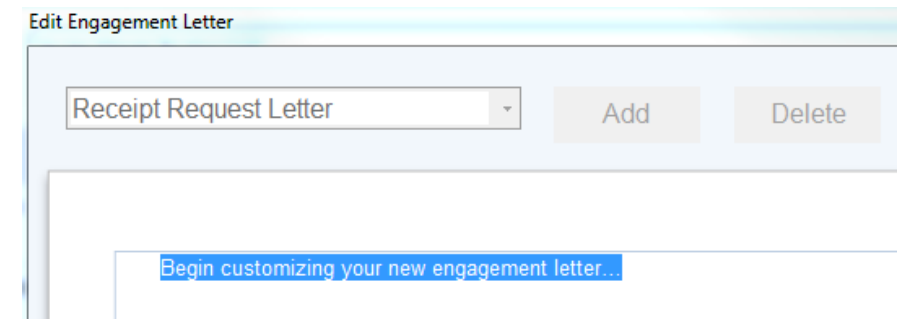 Edit Engagement Letter
Receipt Request Letter Add Delete
Begin customizing your new engagement letter...